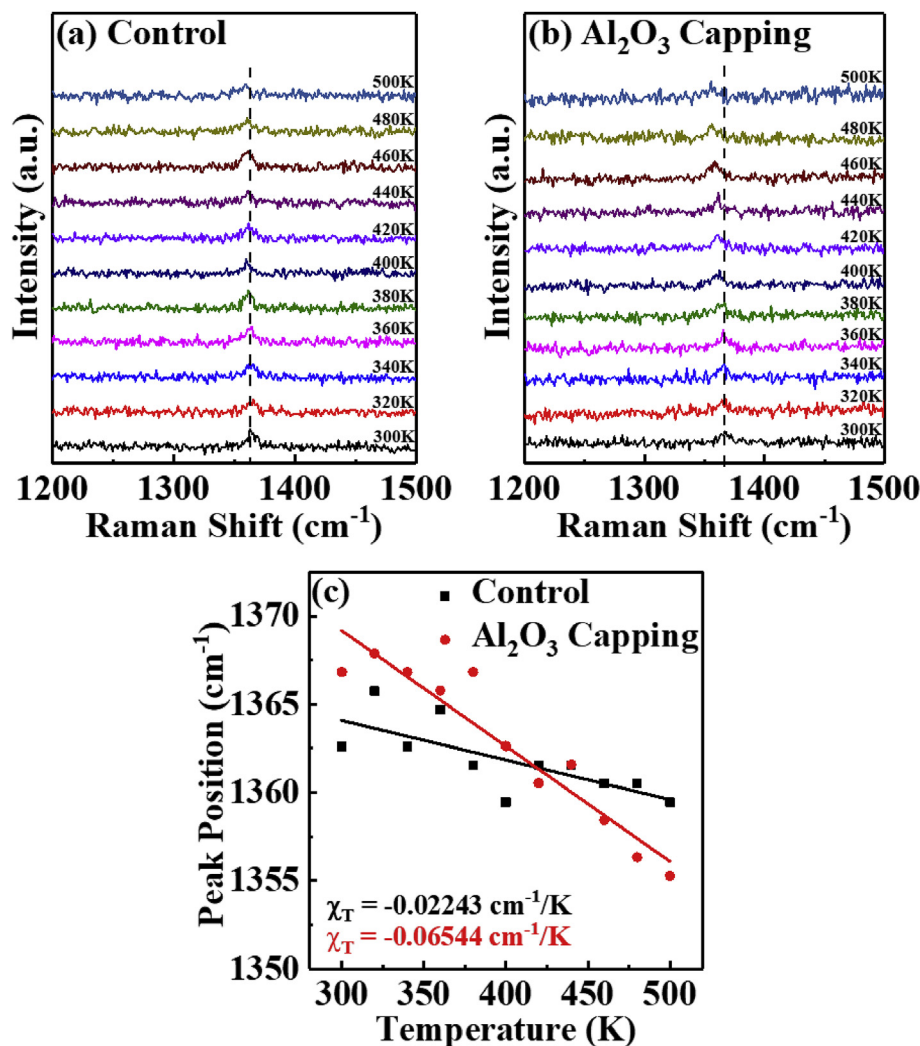 (a) Control
Intensity (a.u.)
500K
480K
460K
440K
420K
400K
380K
360K
340K
320K
300K
1200 1300 1400 1500
Raman Shift (cm⁻¹)
(b) Al₂O₃ Capping
Intensity (a.u.)
500K
480K
460K
440K
420K
400K
380K
360K
340K
320K
300K
1200 1300 1400 1500
Raman Shift (cm⁻¹)
(c)
Control
Al₂O₃ Capping
Peak Position (cm⁻¹)
1370
1365
1360
1355
1350
χ_T = -0.02243 cm⁻¹/K
χ_T = -0.06544 cm⁻¹/K
300 350 400 450 500
Temperature (K)